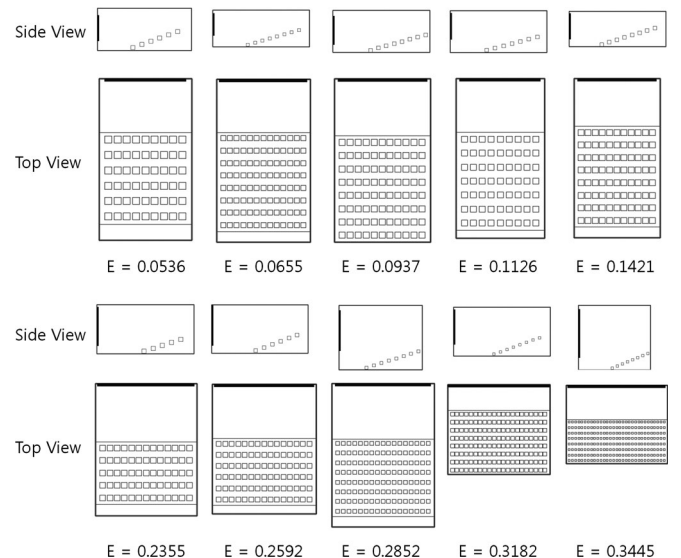 Side View
Top View
E = 0.0536 E = 0.0655 E = 0.0937 E = 0.1126 E = 0.1421
Side View
Top View
E = 0.2355 E = 0.2592 E = 0.2852 E = 0.3182 E = 0.3445